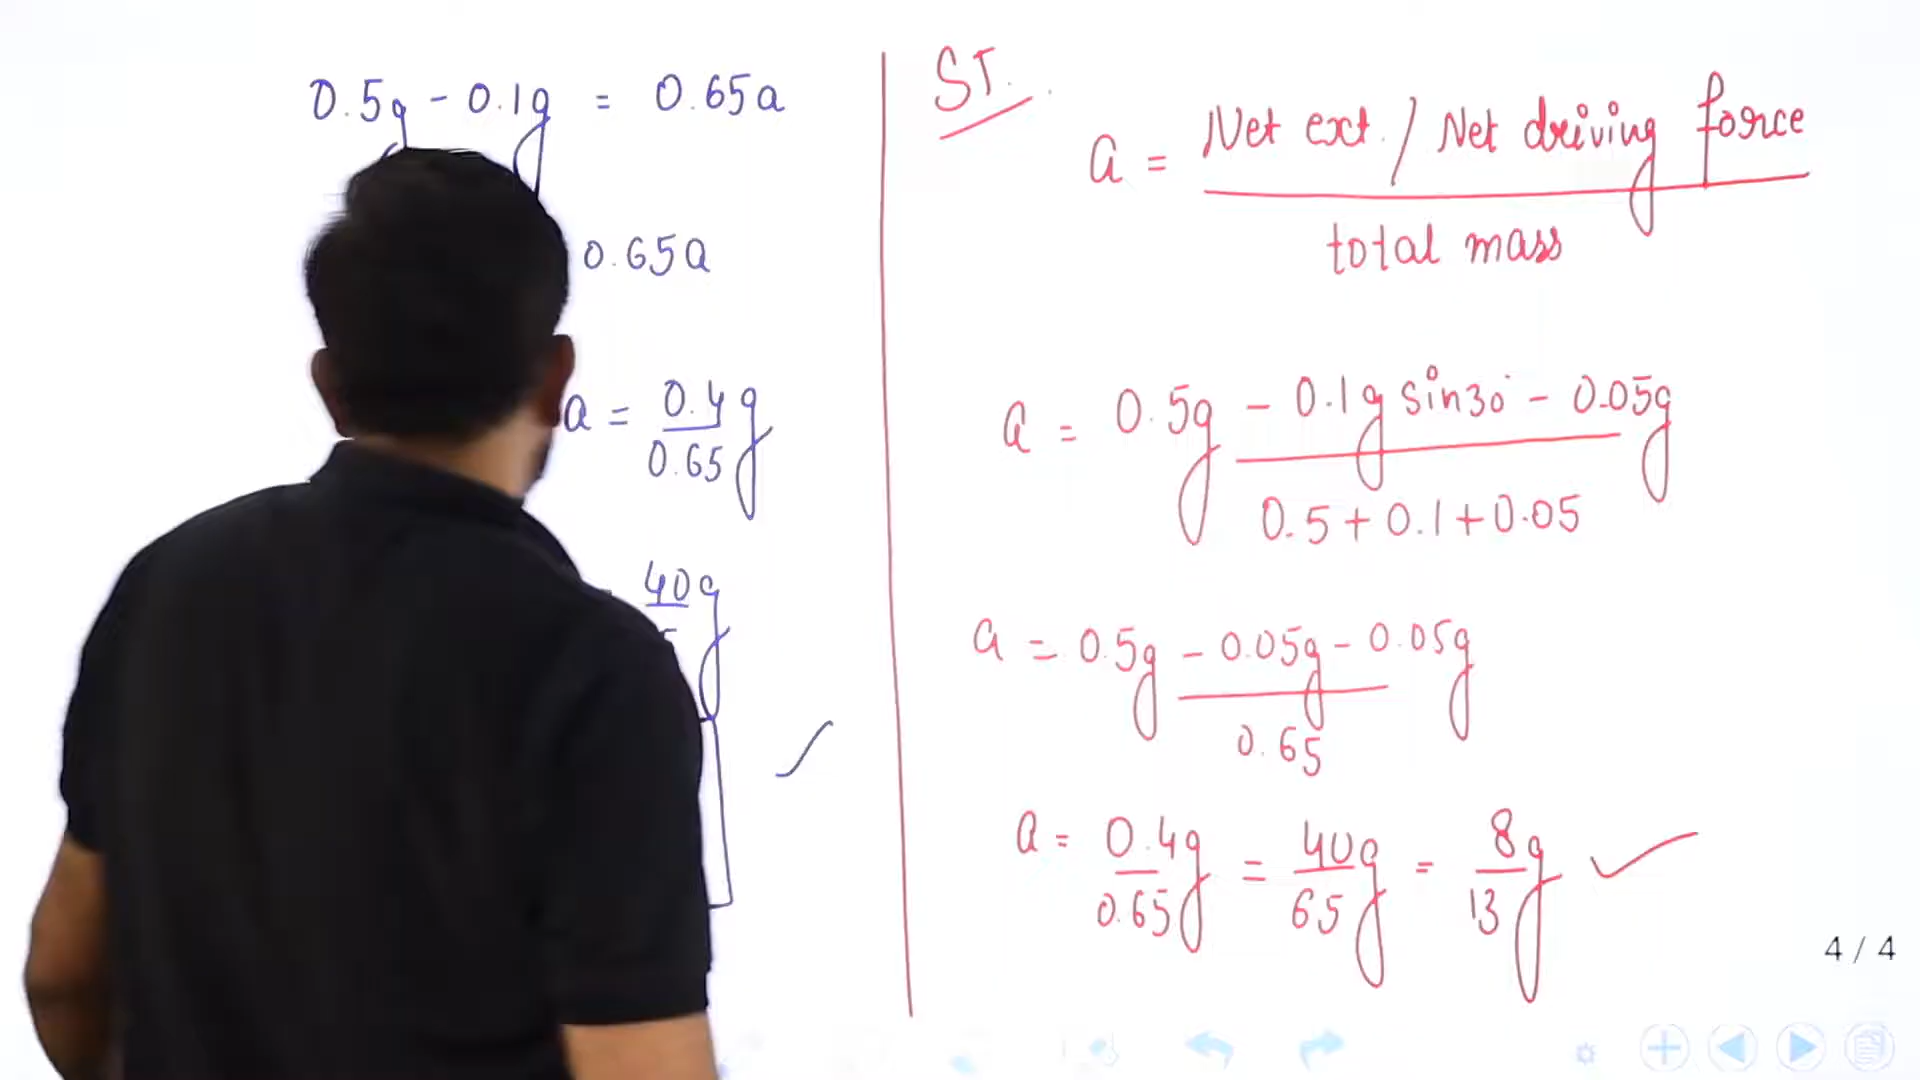 0.5g - 0.1g = 0.65a
0.65a
a = 0.4g
0.65
40g
ST.
a = Net ext. / Net driving force
total mass
a = 0.5g - 0.1g sin30° - 0.05g
0.5 + 0.1 + 0.05
a = 0.5g - 0.05g - 0.05g
0.65
a = 0.4g = 40g = 8g
0.65 65 13
4 / 4